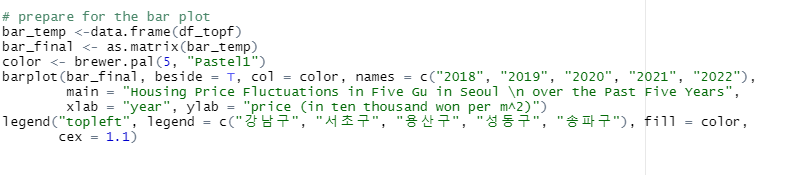 # prepare for the bar plot
bar_temp <-data.frame(df_topf)
bar_final <- as.matrix(bar_temp)
color <- brewer.pal(5, "Pastel1")
barplot(bar_final, beside = T, col = color, names = c("2018", "2019", "2020", "2021", "2022"),
        main = "Housing Price Fluctuations in Five Gu in Seoul \n over the Past Five Years",
        xlab = "year", ylab = "price (in ten thousand won per m^2)")
legend("topleft", legend = c("강남구", "서초구", "용산구", "성동구", "송파구"), fill = color,
       cex = 1.1)